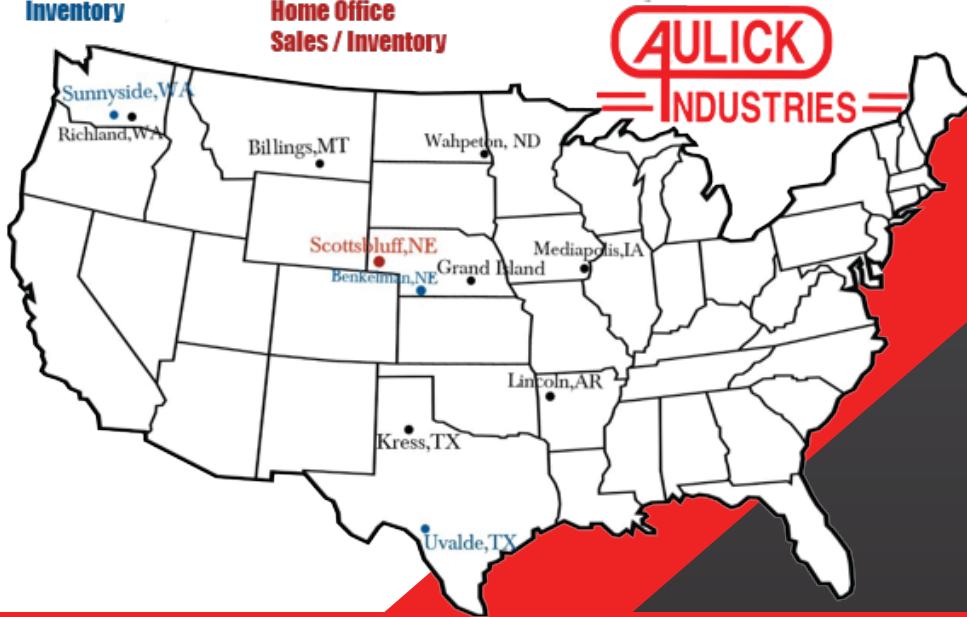 Inventory
Home Office
Sales / Inventory
AULICK
INDUSTRIES
Sunnyside,WA
Richland,WA
Billings,MT
Wahpeton, ND
Scottsbluff,NE
Mediapolis,IA
Benkelman,NE
Grand Island
Lincoln,AR
Kress,TX
Uvalde,TX